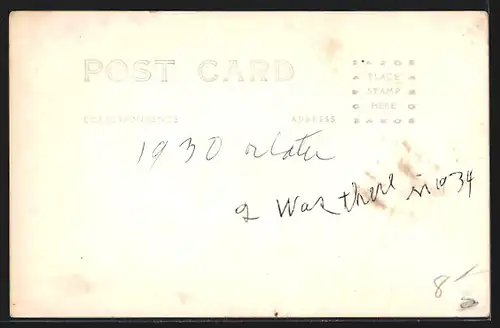 POST CARD
PLACE
STAMP
HERE
CORRESPONDENCE
ADDRESS
1930 or later
I was there in 1934
8